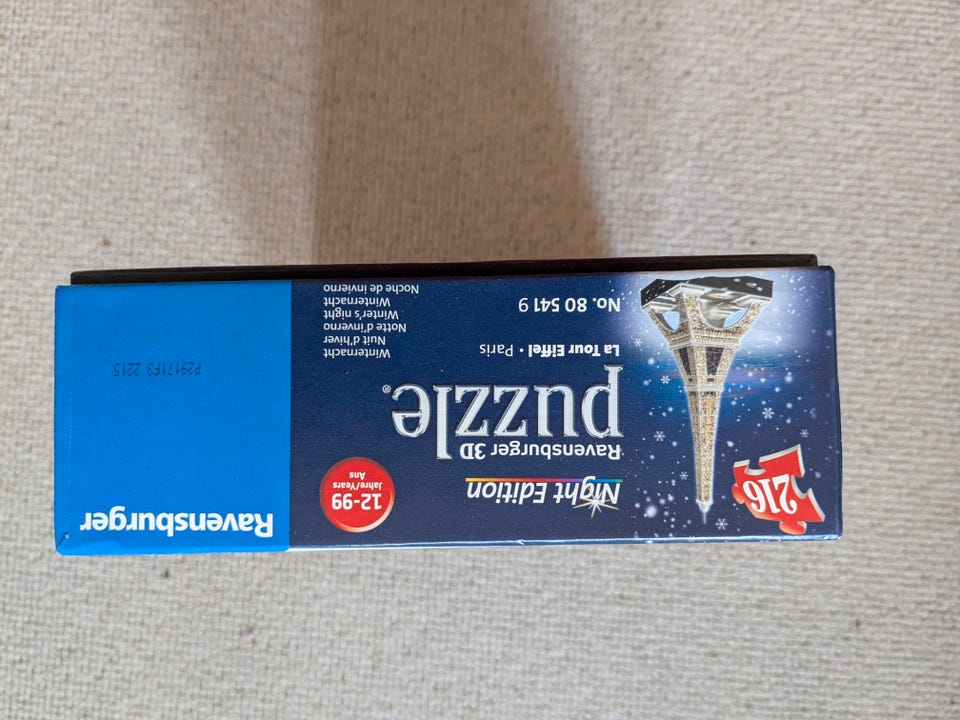 216
Night Edition
Ravensburger 3D
puzzle®
La Tour Eiffel · Paris
No. 80 541 9
12-99
Jahre/Years
Ans
Winternacht
Nuit d'hiver
Notte d'inverno
Winter's night
Winternacht
Noche de invierno
Ravensburger
P29171F3 2215